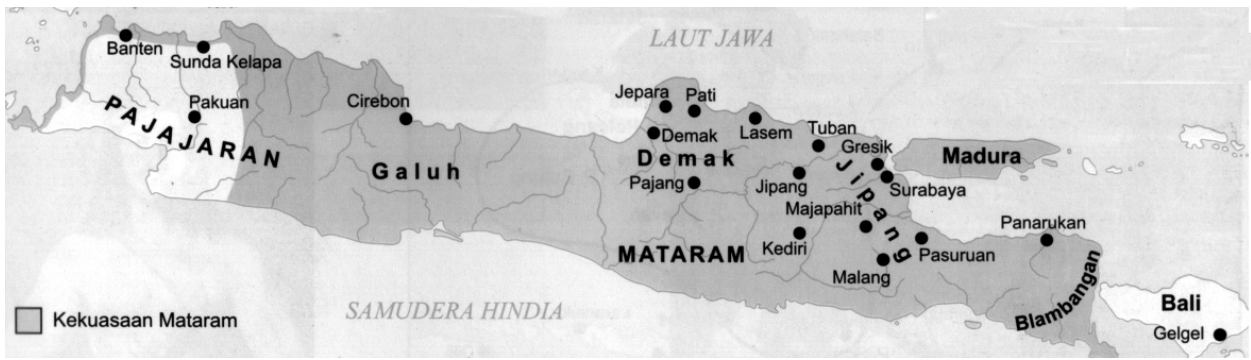 LAUT JAWA
Banten
Sunda Kelapa
Pakuan
PAJAJARAN
Cirebon
Galuh
Jepara
Pati
Demak
Demak
Lasem
Tuban
Gresik
Madura
Surabaya
Pajang
Jipang
Jipang
Majapahit
MATARAM
Kediri
Malang
Pasuruan
Panarukan
Blambangan
Bali
Gelgel
SAMUDERA HINDIA
Kekuasaan Mataram